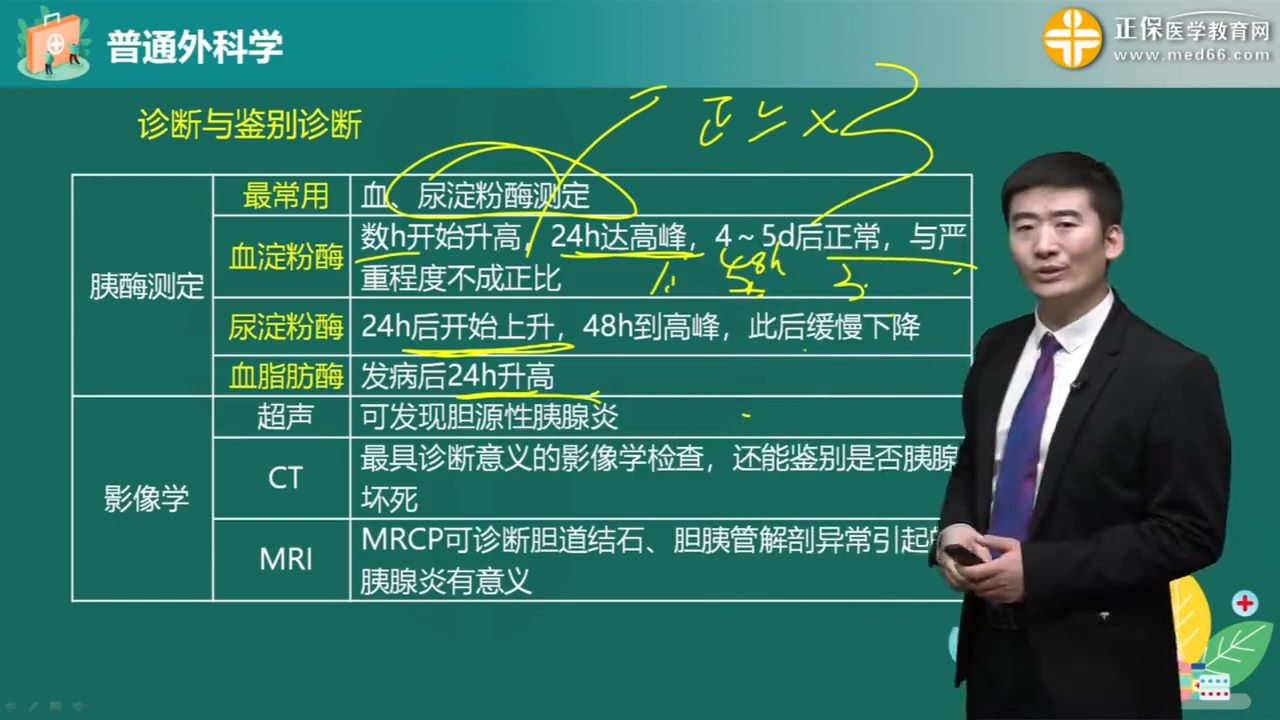 普通外科学
正保医学教育网
www.med66.com
诊断与鉴别诊断
正比 ×
胰酶测定
最常用
血、尿淀粉酶测定
血淀粉酶
数h开始升高，24h达高峰，4～5d后正常，与严
重程度不成正比
48h
尿淀粉酶
24h后开始上升，48h到高峰，此后缓慢下降
血脂肪酶
发病后24h升高
影像学
超声
可发现胆源性胰腺炎
CT
最具诊断意义的影像学检查，还能鉴别是否胰腺
坏死
MRI
MRCP可诊断胆道结石、胆胰管解剖异常引起
胰腺炎有意义